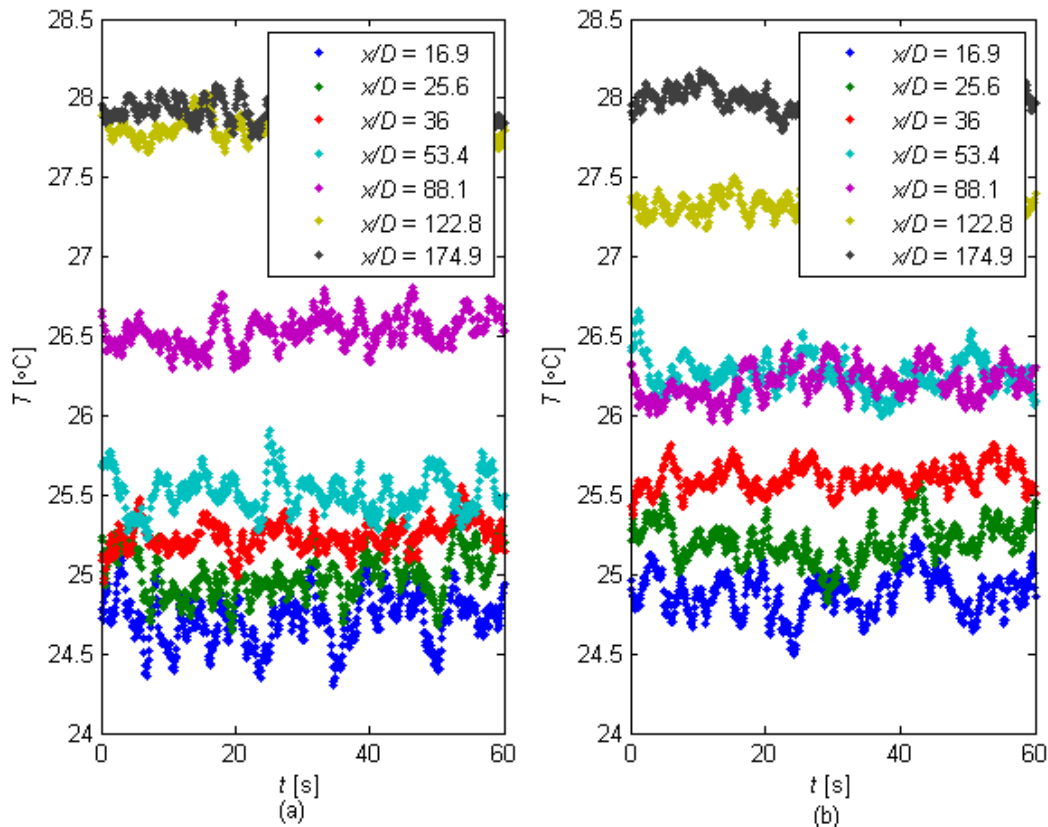 28.5
28
27.5
27
26.5
26
25.5
25
24.5
24
T [∘C]
0
20
40
60
t [s]
(a)
x/D = 16.9
x/D = 25.6
x/D = 36
x/D = 53.4
x/D = 88.1
x/D = 122.8
x/D = 174.9
28.5
28
27.5
27
26.5
26
25.5
25
24.5
24
T [∘C]
0
20
40
60
t [s]
(b)
x/D = 16.9
x/D = 25.6
x/D = 36
x/D = 53.4
x/D = 88.1
x/D = 122.8
x/D = 174.9